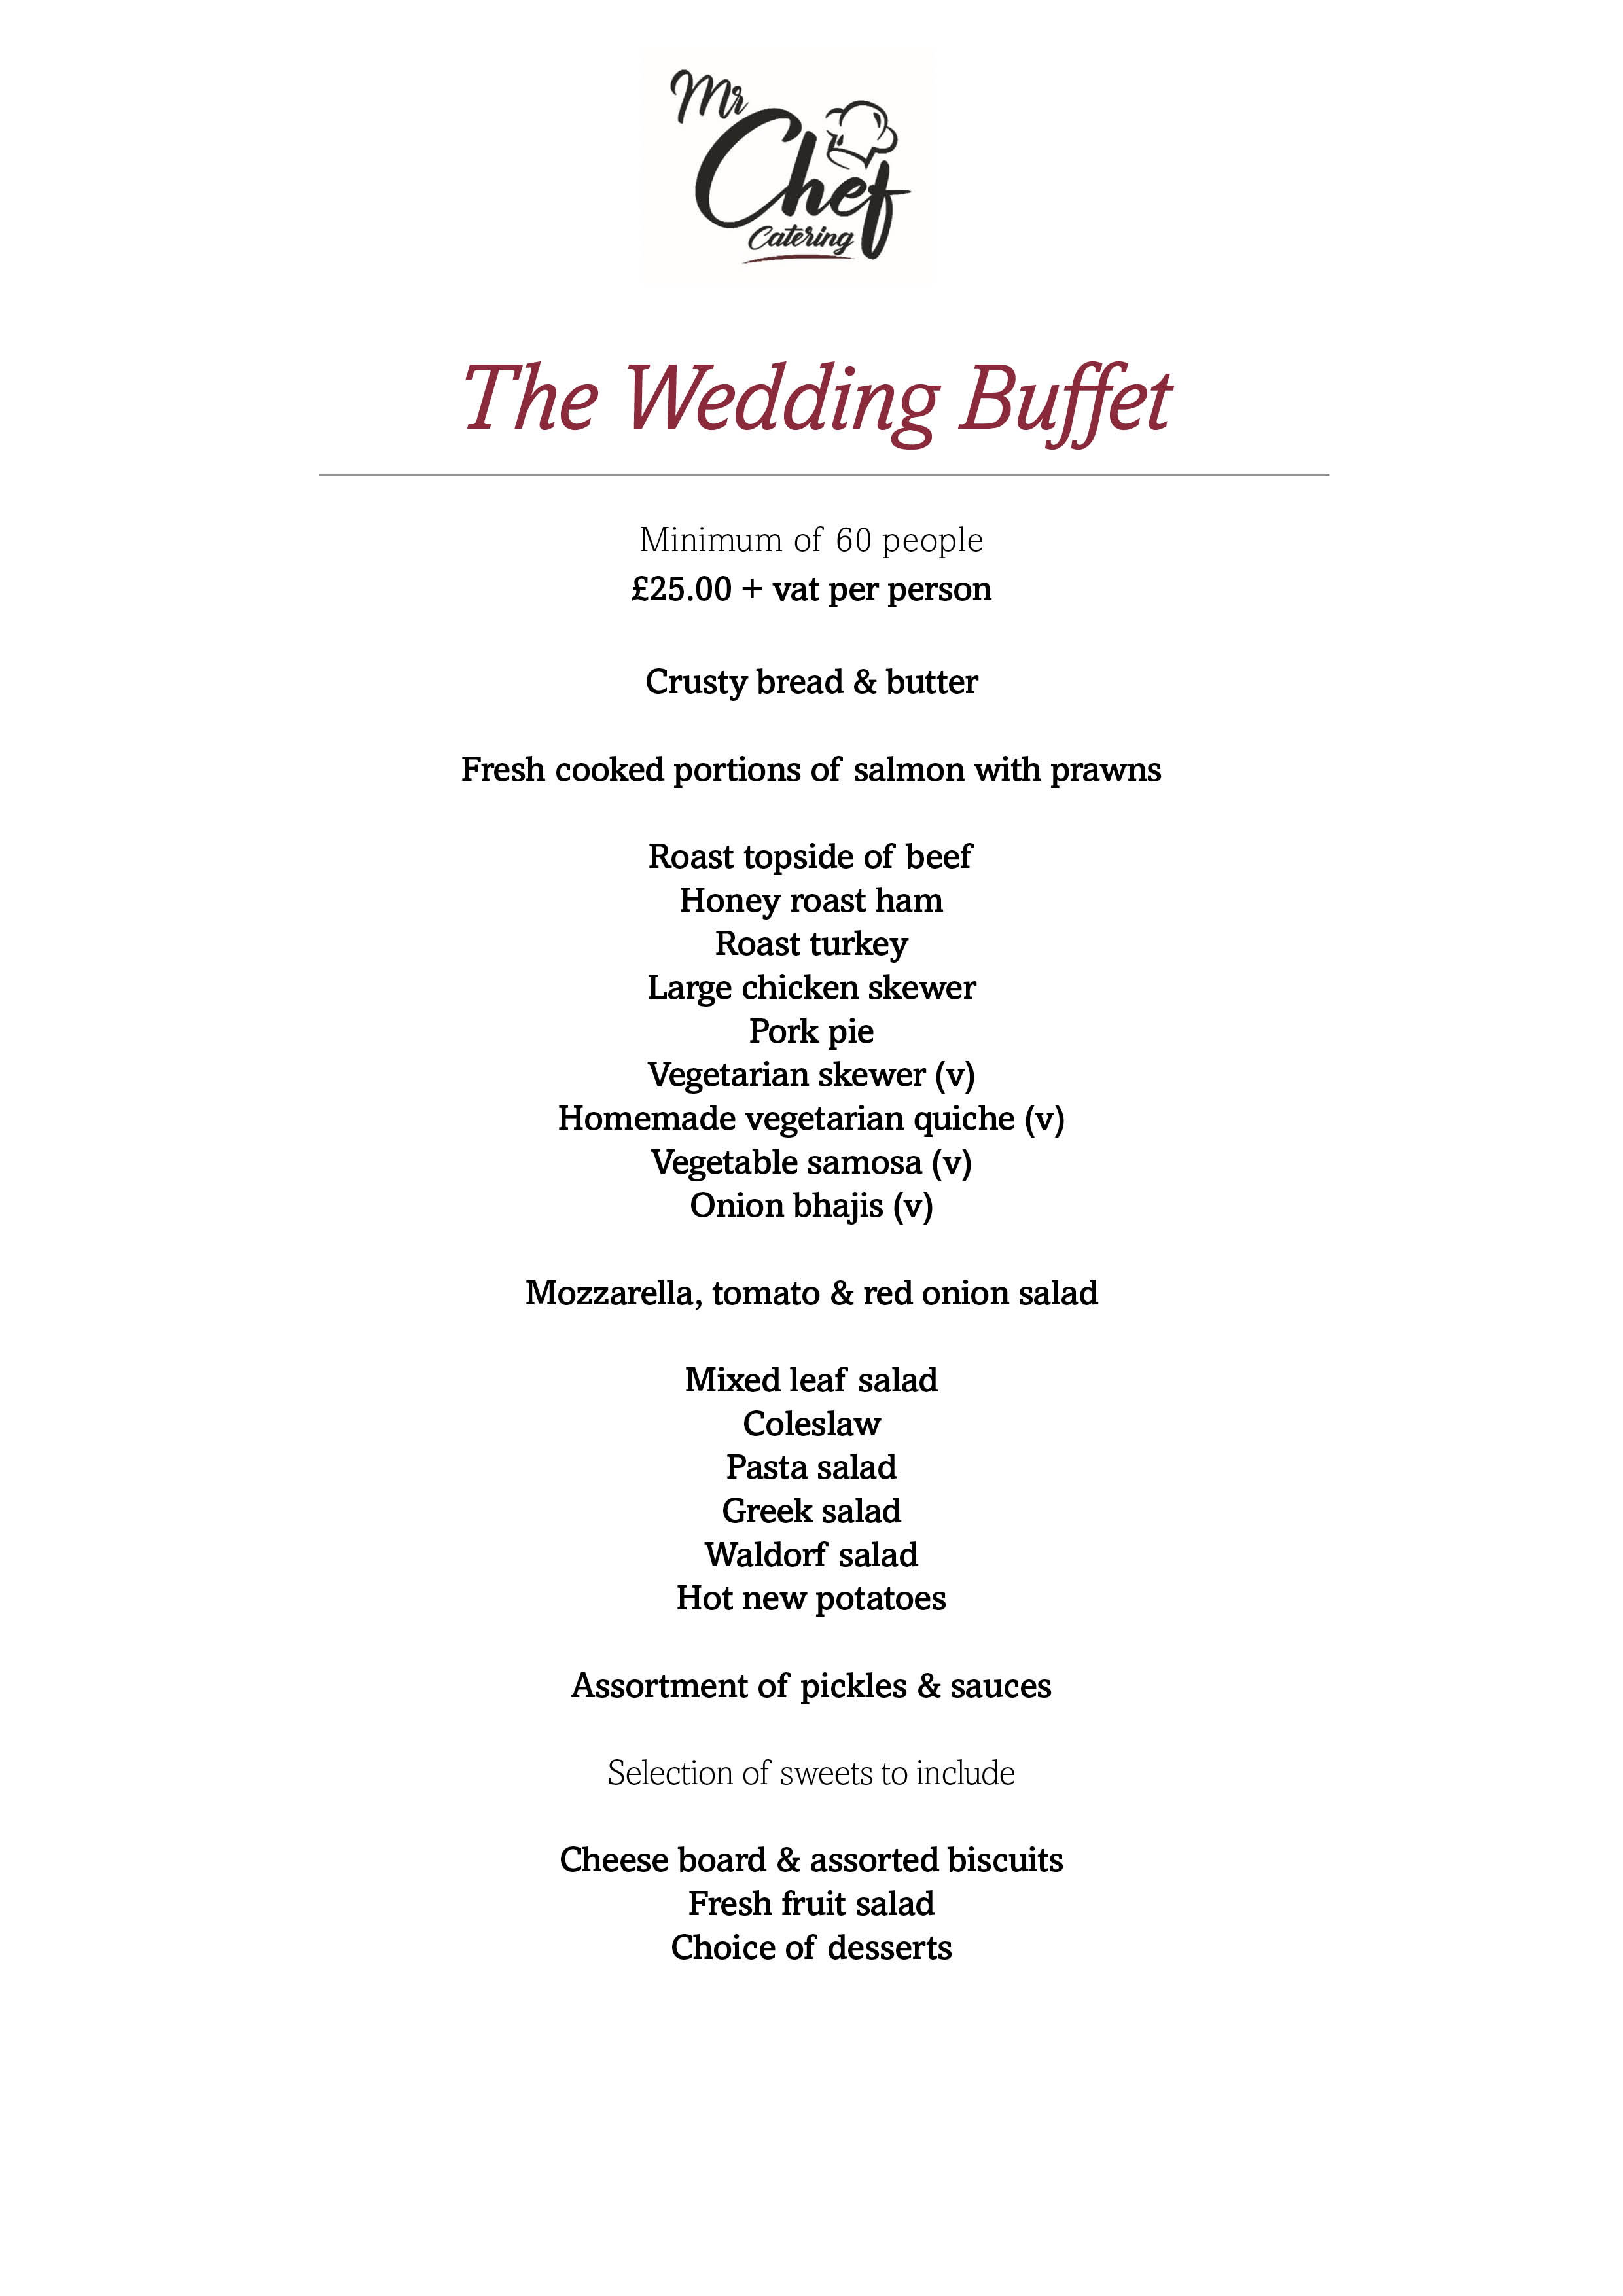 Mr
Chef
Catering
The Wedding Buffet
Minimum of 60 people
£25.00 + vat per person
Crusty bread & butter
Fresh cooked portions of salmon with prawns
Roast topside of beef
Honey roast ham
Roast turkey
Large chicken skewer
Pork pie
Vegetarian skewer (v)
Homemade vegetarian quiche (v)
Vegetable samosa (v)
Onion bhajis (v)
Mozzarella, tomato & red onion salad
Mixed leaf salad
Coleslaw
Pasta salad
Greek salad
Waldorf salad
Hot new potatoes
Assortment of pickles & sauces
Selection of sweets to include
Cheese board & assorted biscuits
Fresh fruit salad
Choice of desserts